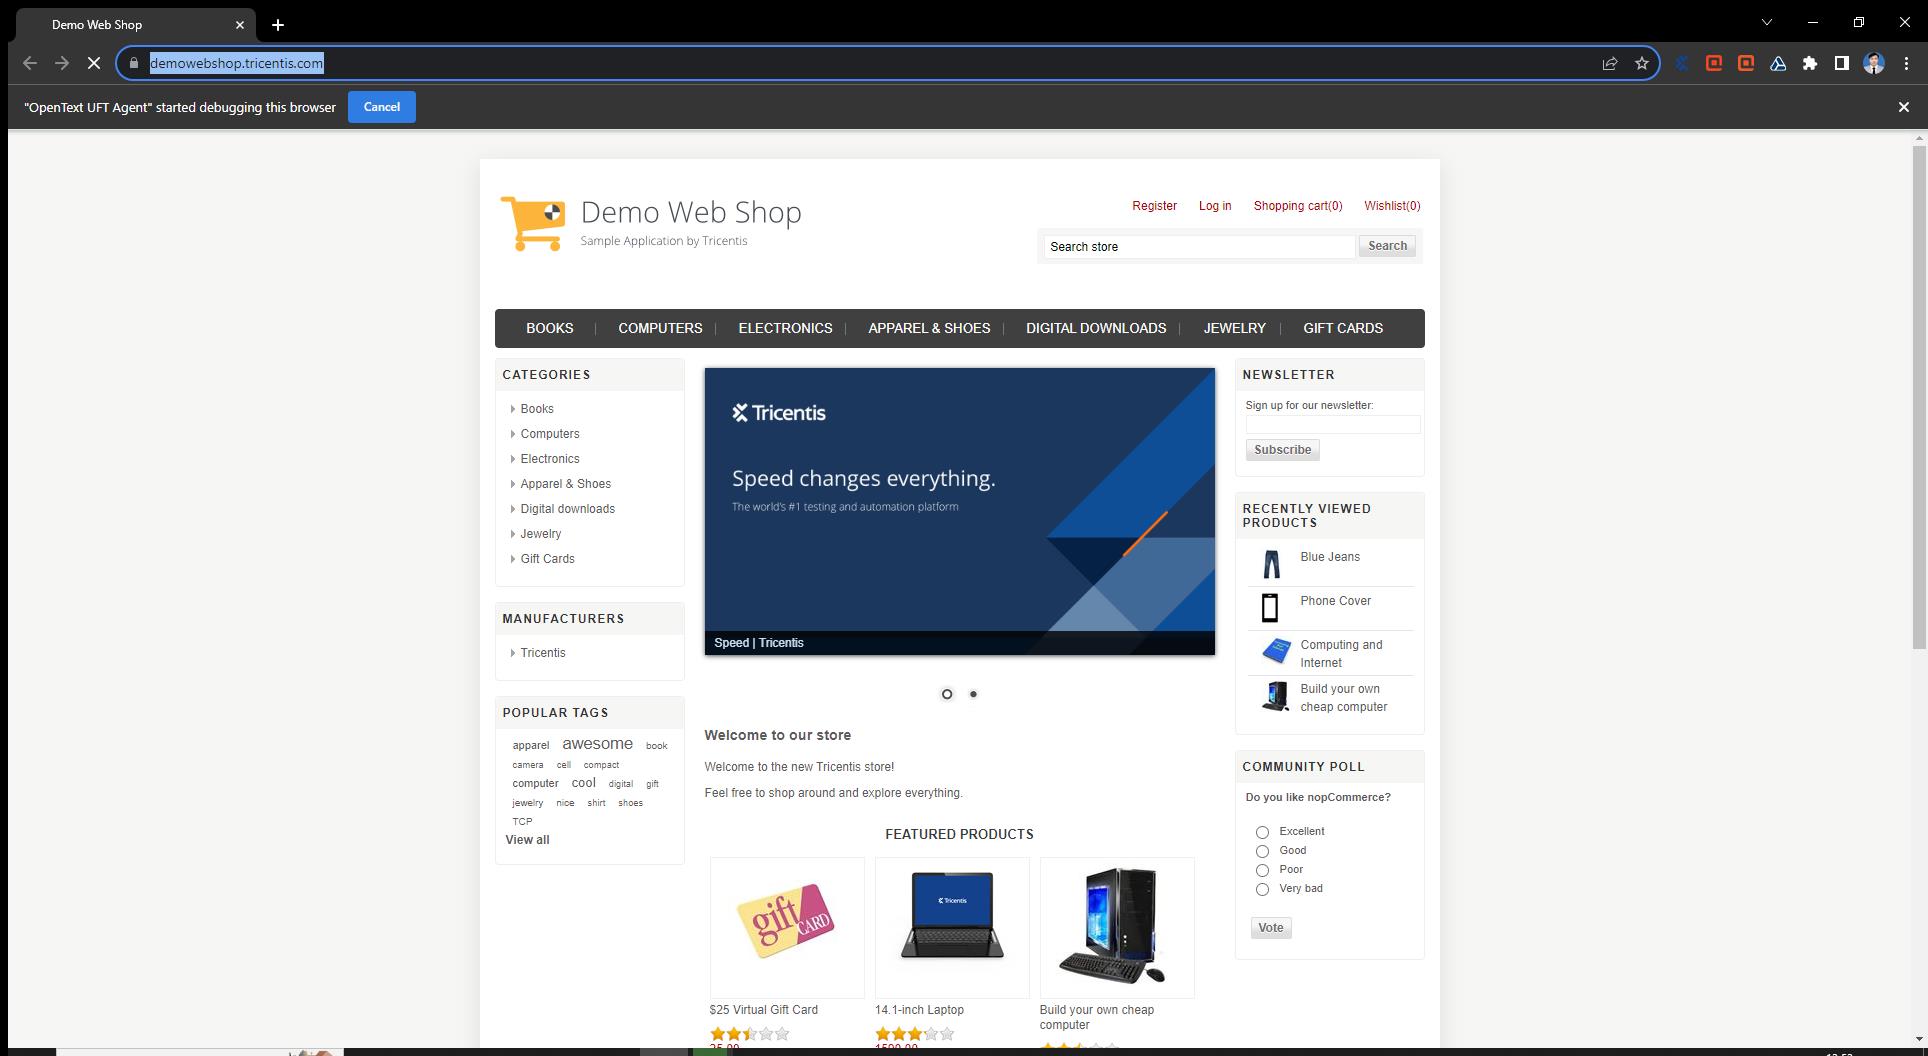 Demo Web Shop
demowebshop.tricentis.com
"OpenText UFT Agent" started debugging this browser
Cancel
Demo Web Shop
Sample Application by Tricentis
Register
Log in
Shopping cart(0)
Wishlist(0)
Search store
Search
BOOKS
COMPUTERS
ELECTRONICS
APPAREL & SHOES
DIGITAL DOWNLOADS
JEWELRY
GIFT CARDS
CATEGORIES
Books
Computers
Electronics
Apparel & Shoes
Digital downloads
Jewelry
Gift Cards
MANUFACTURERS
Tricentis
POPULAR TAGS
apparel awesome book
camera cell compact
computer cool digital gift
jewelry nice shirt shoes
TCP
View all
Tricentis
Speed changes everything.
The world's #1 testing and automation platform
Speed | Tricentis
Welcome to our store
Welcome to the new Tricentis store!
Feel free to shop around and explore everything.
FEATURED PRODUCTS
gift
CARD
Tricentis
$25 Virtual Gift Card
14.1-inch Laptop
Build your own cheap
computer
25.00
1590.00
NEWSLETTER
Sign up for our newsletter:
Subscribe
RECENTLY VIEWED
PRODUCTS
Blue Jeans
Phone Cover
Computing and
Internet
Build your own
cheap computer
COMMUNITY POLL
Do you like nopCommerce?
Excellent
Good
Poor
Very bad
Vote